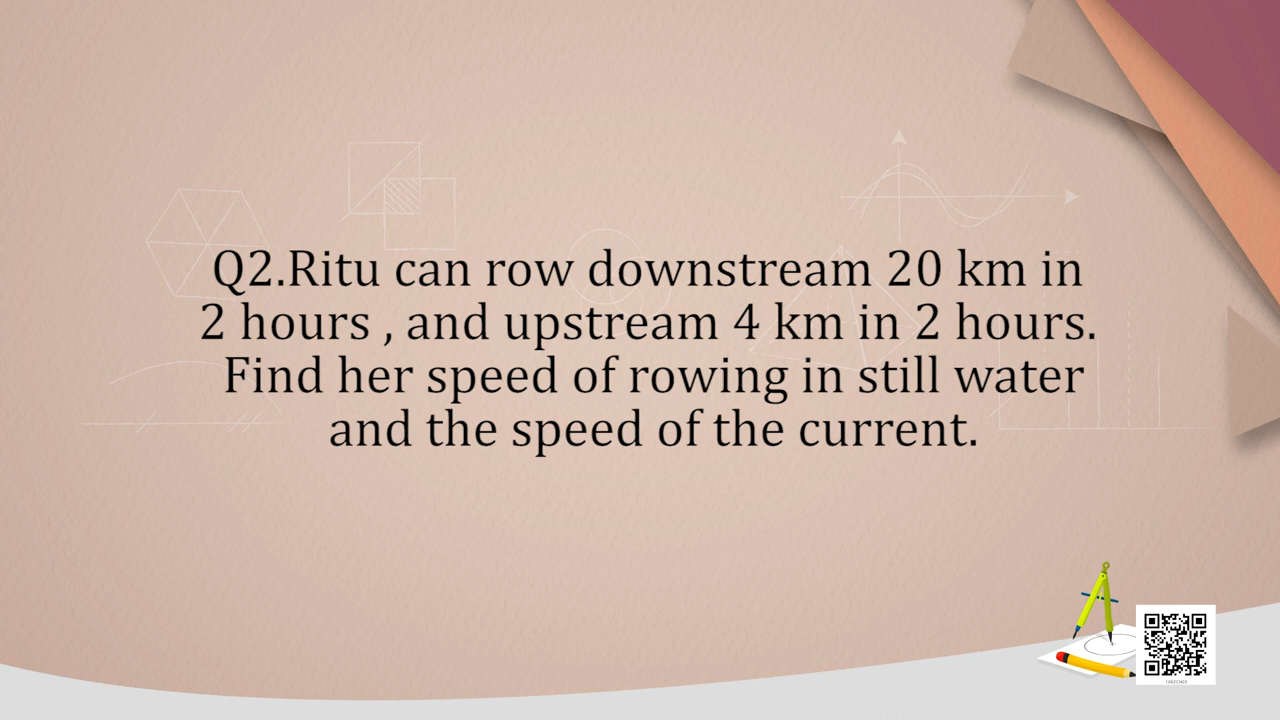 Q2.Ritu can row downstream 20 km in
2 hours , and upstream 4 km in 2 hours.
Find her speed of rowing in still water
and the speed of the current.